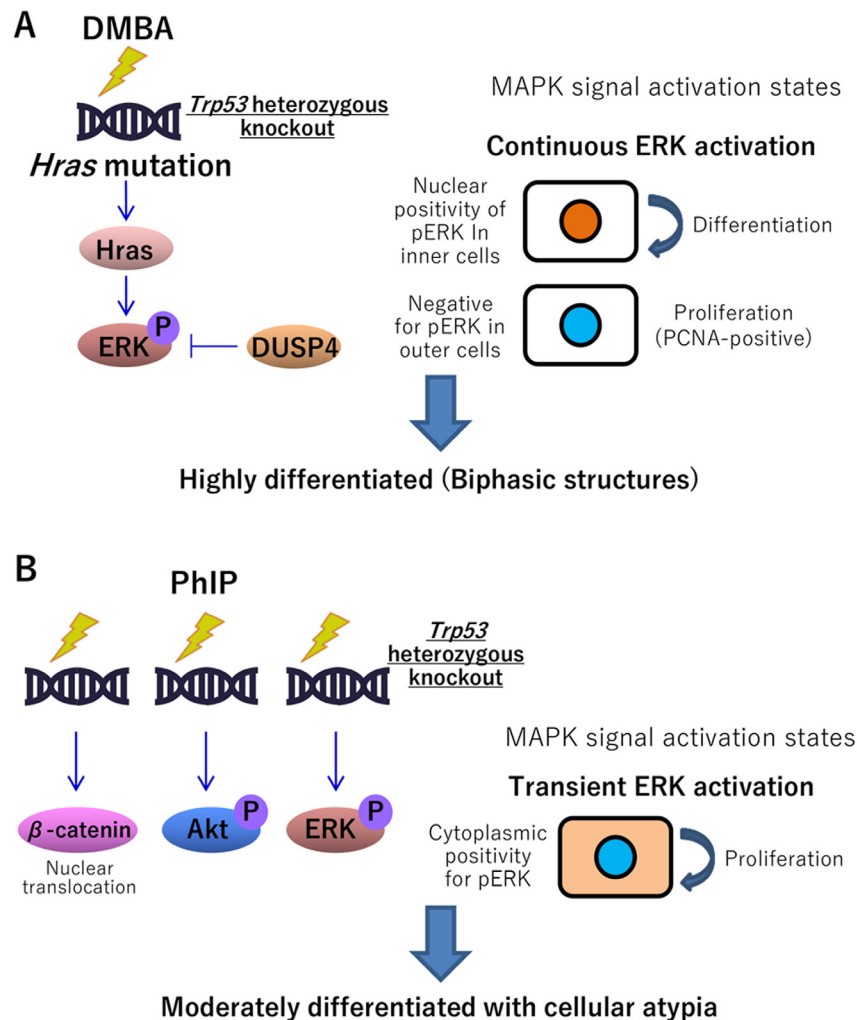 A
DMBA
Trp53 heterozygous
knockout
Hras mutation
Hras
ERK
P
DUSP4
MAPK signal activation states
Continuous ERK activation
Nuclear
positivity of
pERK In
inner cells
Differentiation
Negative
for pERK in
outer cells
Proliferation
(PCNA-positive)
Highly differentiated (Biphasic structures)
B
PhIP
Trp53
heterozygous
knockout
β-catenin
Nuclear
translocation
Akt
P
ERK
P
MAPK signal activation states
Transient ERK activation
Cytoplasmic
positivity
for pERK
Proliferation
Moderately differentiated with cellular atypia